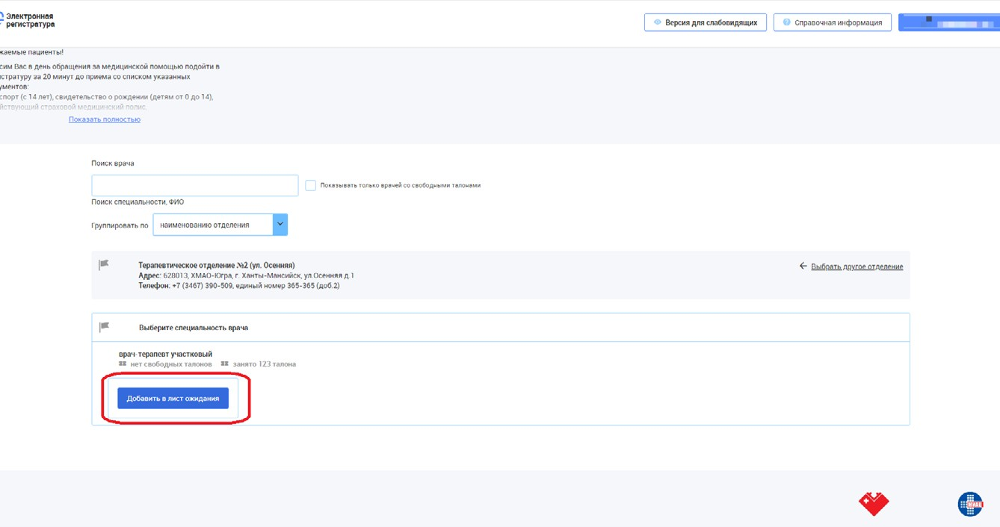 Электронная
регистратура
Версия для слабовидящих
Справочная информация
жаемые пациенты!
сим Вас в день обращения за медицинской помощью подойти в
истратуру за 20 минут до приема со списком указанных
ументов:
спорт (с 14 лет), свидетельство о рождении (детям от 0 до 14),
йствующий страховой медицинский полис.
Показать полностью
Поиск врача
Показывать только врачей со свободными талонами
Поиск специальности, ФИО
Группировать по наименованию отделения
Терапевтическое отделение №2 (ул. Осенняя)
Выбрать другое отделение
Адрес: 628013, ХМАО-Югра, г. Ханты-Мансийск, ул.Осенняя д.1
Телефон: +7 (3467) 390-509, единый номер 365-365 (доб.2)
Выберите специальность врача
врач-терапевт участковый
нет свободных талонов занято 123 талона
Добавить в лист ожидания
МИАЦ